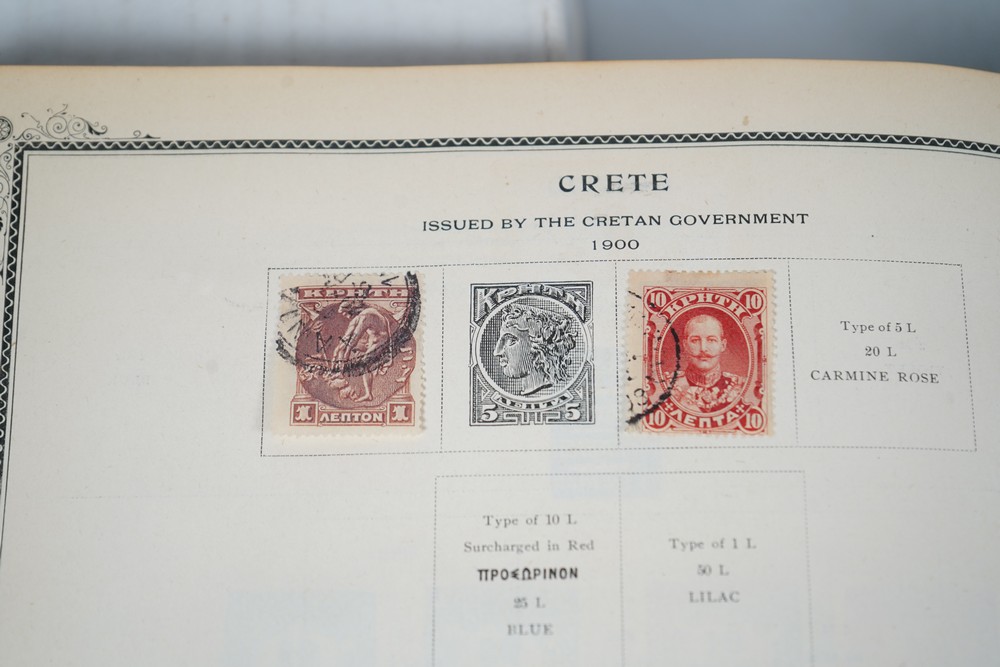 CRETE
ISSUED BY THE CRETAN GOVERNMENT
1900
ΚΡΗΤΗ
1 ΛΕΠΤΟΝ 1
ΚΡΗΤΗ
5 ΛΕΠΤΑ 5
10 ΚΡΗΤΗ 10
10 ΛΕΠΤΑ 10
Type of 5 L
20 L
CARMINE ROSE
Type of 10 L
Surcharged in Red
ΠΡΟΣΩΡΙΝΟΝ
25 L
BLUE
Type of 1 L
50 L
LILAC